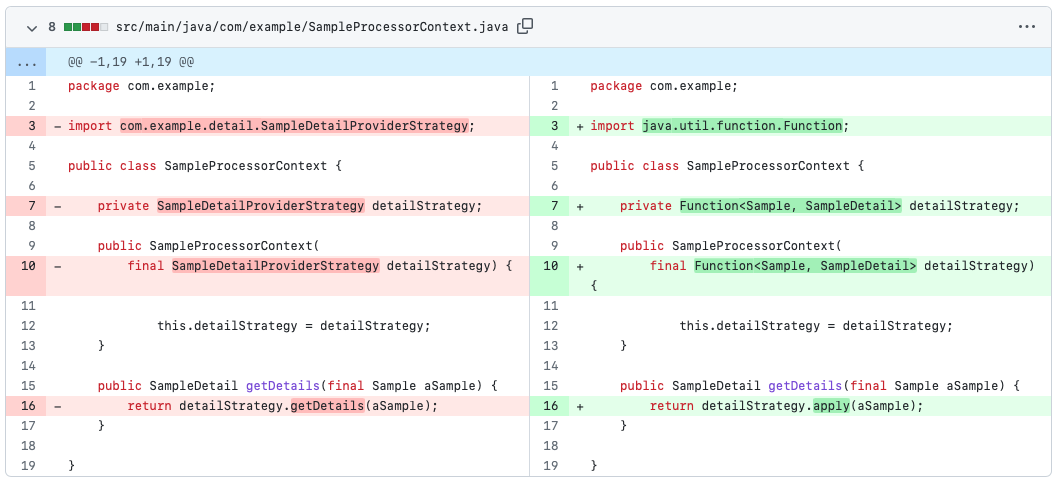 8 src/main/java/com/example/SampleProcessorContext.java
... @@ -1,19 +1,19 @@
1 package com.example;
2
3 - import com.example.detail.SampleDetailProviderStrategy;
4
5 public class SampleProcessorContext {
6
7 - private SampleDetailProviderStrategy detailStrategy;
8
9 public SampleProcessorContext(
10 - final SampleDetailProviderStrategy detailStrategy) {
11
12 this.detailStrategy = detailStrategy;
13 }
14
15 public SampleDetail getDetails(final Sample aSample) {
16 - return detailStrategy.getDetails(aSample);
17 }
18
19 }
1 package com.example;
2
3 + import java.util.function.Function;
4
5 public class SampleProcessorContext {
6
7 + private Function<Sample, SampleDetail> detailStrategy;
8
9 public SampleProcessorContext(
10 + final Function<Sample, SampleDetail> detailStrategy)
{
11
12 this.detailStrategy = detailStrategy;
13 }
14
15 public SampleDetail getDetails(final Sample aSample) {
16 + return detailStrategy.apply(aSample);
17 }
18
19 }